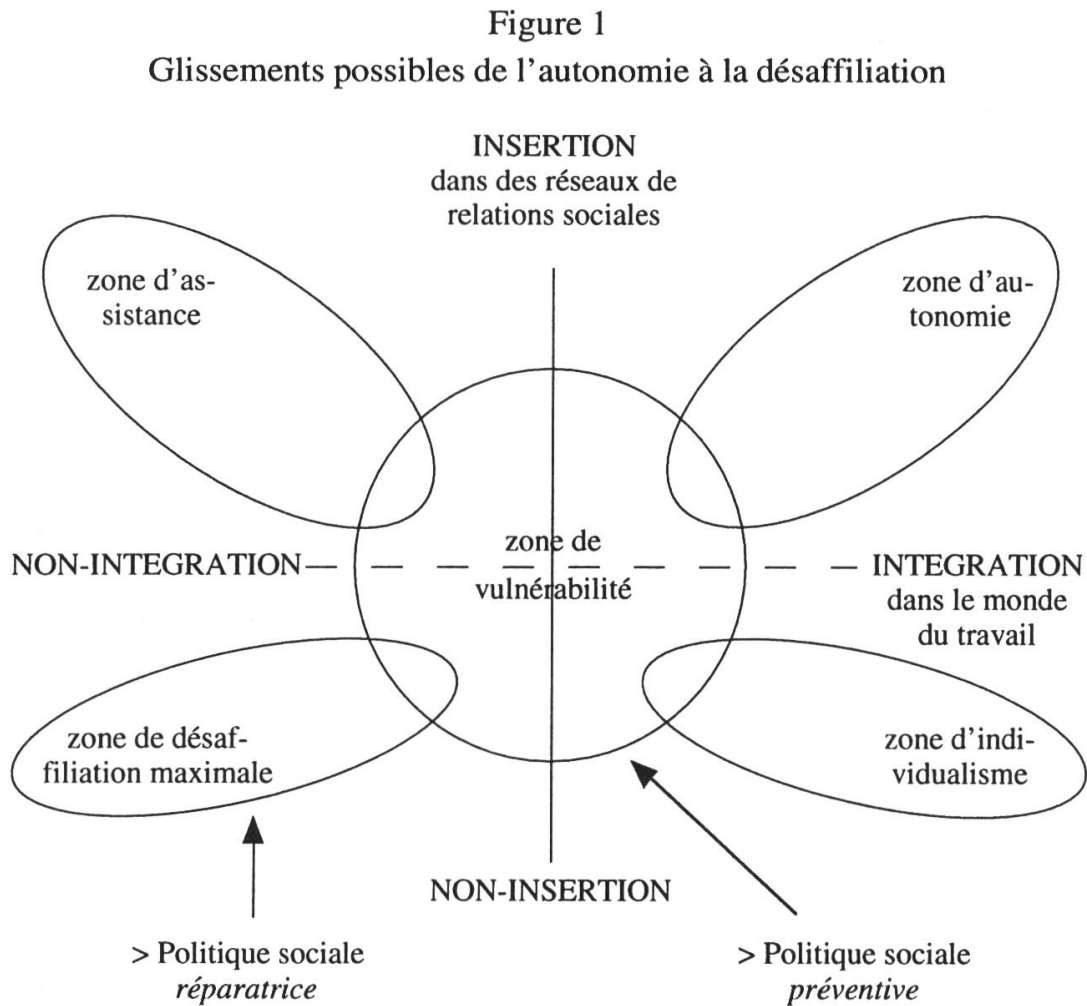 Figure 1
Glissements possibles de l'autonomie à la désaffiliation
INSERTION
dans des réseaux de
relations sociales
zone d'as-
sistance
zone d'au-
tonomie
zone de
vulnérabilité
NON-INTEGRATION
INTEGRATION
dans le monde
du travail
zone de désaf-
filiation maximale
zone d'indi-
vidualisme
NON-INSERTION
> Politique sociale
réparatrice
> Politique sociale
préventive